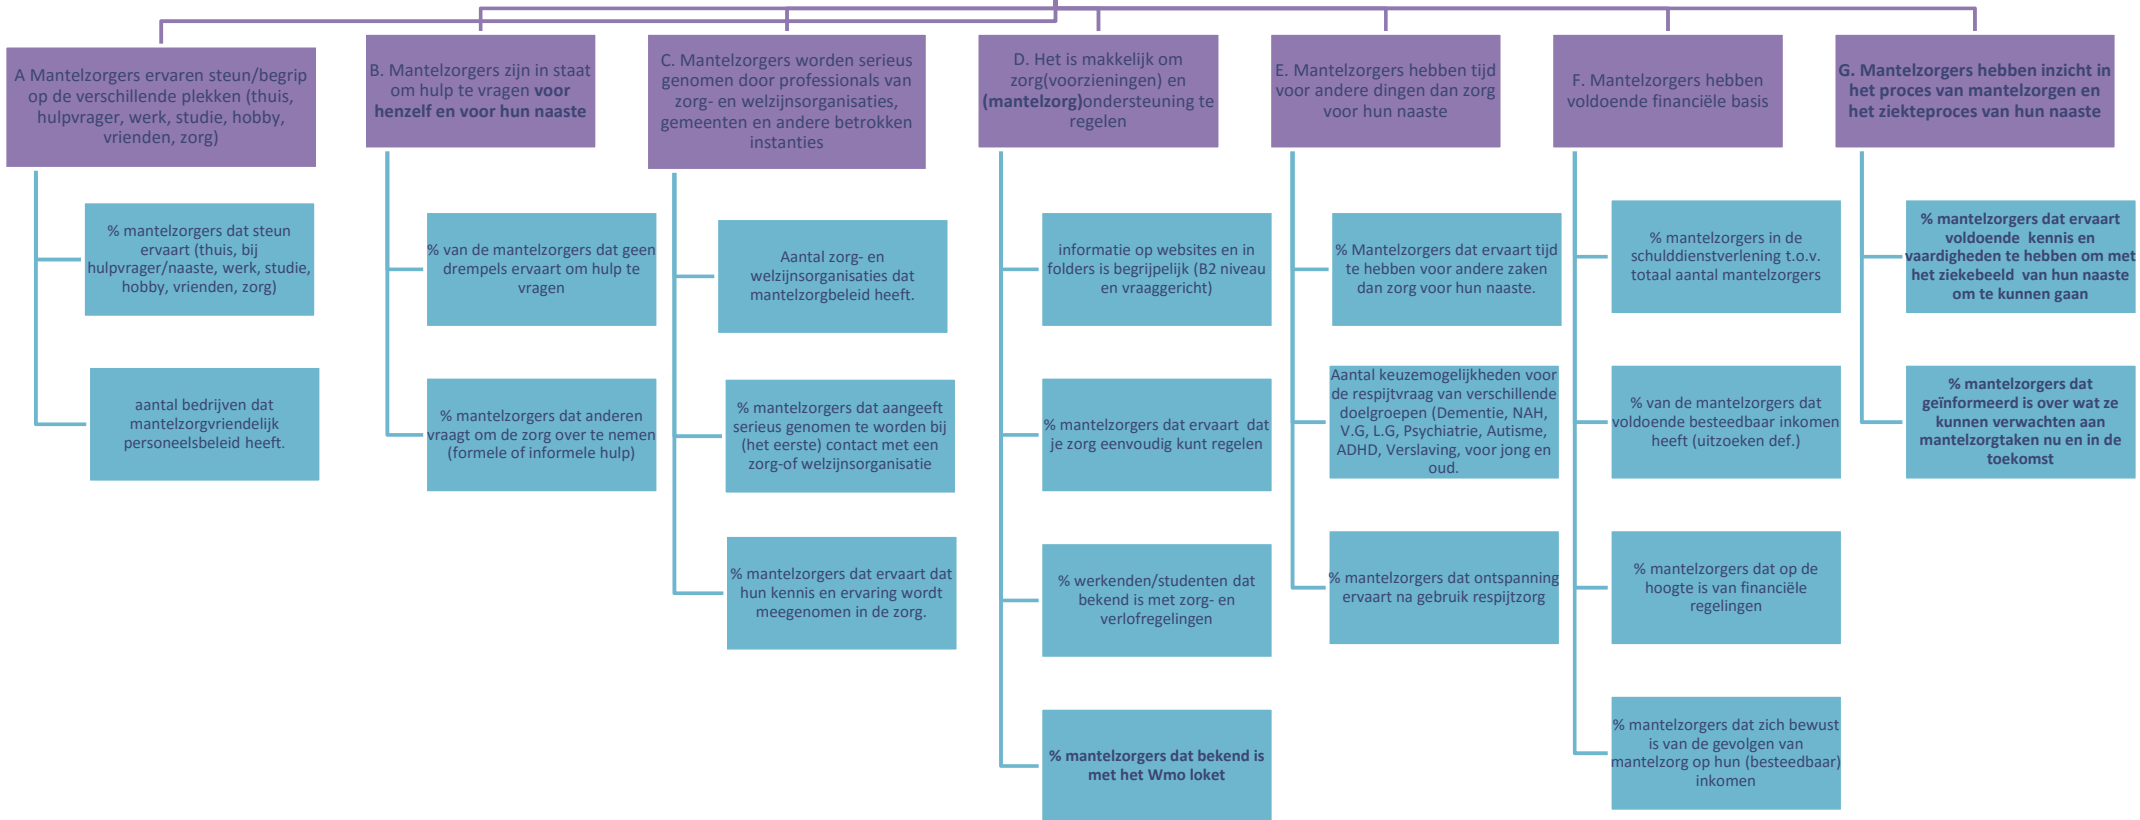 A Mantelzorgers ervaren steun/begrip
op de verschillende plekken (thuis,
hulpvrager, werk, studie, hobby,
vrienden, zorg)
% mantelzorgers dat steun
ervaart (thuis, bij
hulpvrager/naaste, werk, studie,
hobby, vrienden, zorg)
aantal bedrijven dat
mantelzorgvriendelijk
personeelsbeleid heeft.
B. Mantelzorgers zijn in staat
om hulp te vragen voor
henzelf en voor hun naaste
% van de mantelzorgers dat geen
drempels ervaart om hulp te
vragen
% mantelzorgers dat anderen
vraagt om de zorg over te nemen
(formele of informele hulp)
C. Mantelzorgers worden serieus
genomen door professionals van
zorg- en welzijnsorganisaties,
gemeenten en andere betrokken
instanties
Aantal zorg- en
welzijnsorganisaties dat
mantelzorgbeleid heeft.
% mantelzorgers dat aangeeft
serieus genomen te worden bij
(het eerste) contact met een
zorg-of welzijnsorganisatie
% mantelzorgers dat ervaart dat
hun kennis en ervaring wordt
meegenomen in de zorg.
D. Het is makkelijk om
zorg(voorzieningen) en
(mantelzorg)ondersteuning te
regelen
informatie op websites en in
folders is begrijpelijk (B2 niveau
en vraaggericht)
% mantelzorgers dat ervaart dat
je zorg eenvoudig kunt regelen
% werkenden/studenten dat
bekend is met zorg- en
verlofregelingen
% mantelzorgers dat bekend is
met het Wmo loket
E. Mantelzorgers hebben tijd
voor andere dingen dan zorg
voor hun naaste
% Mantelzorgers dat ervaart tijd
te hebben voor andere zaken
dan zorg voor hun naaste.
Aantal keuzemogelijkheden voor
de respijtvraag van verschillende
doelgroepen (Dementie, NAH,
V.G, L.G, Psychiatrie, Autisme,
ADHD, Verslaving, voor jong en
oud.
% mantelzorgers dat ontspanning
ervaart na gebruik respijtzorg
F. Mantelzorgers hebben
voldoende financiële basis
% mantelzorgers in de
schulddienstverlening t.o.v.
totaal aantal mantelzorgers
% van de mantelzorgers dat
voldoende besteedbaar inkomen
heeft (uitzoeken def.)
% mantelzorgers dat op de
hoogte is van financiële
regelingen
% mantelzorgers dat zich bewust
is van de gevolgen van
mantelzorg op hun (besteedbaar)
inkomen
G. Mantelzorgers hebben inzicht in
het proces van mantelzorgen en
het ziekteproces van hun naaste
% mantelzorgers dat ervaart
voldoende kennis en
vaardigheden te hebben om met
het ziekebeeld van hun naaste
om te kunnen gaan
% mantelzorgers dat
geïnformeerd is over wat ze
kunnen verwachten aan
mantelzorgtaken nu en in de
toekomst